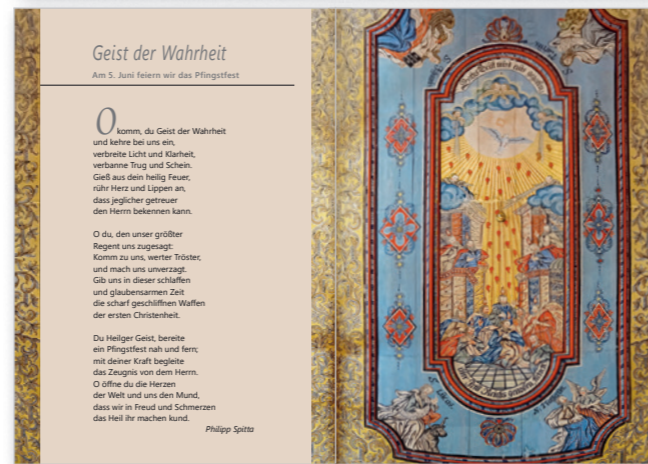 Geist der Wahrheit
Am 5. Juni feiern wir das Pfingstfest
O komm, du Geist der Wahrheit
und kehre bei uns ein,
verbreite Licht und Klarheit,
verbanne Trug und Schein.
Gieß aus dein heilig Feuer,
rühr Herz und Lippen an,
dass jeglicher getreuer
den Herrn bekennen kann.
O du, den unser größter
Regent uns zugesagt:
Komm zu uns, werter Tröster,
und mach uns unverzagt.
Gib uns in dieser schlaffen
und glaubensarmen Zeit
die scharf geschliffnen Waffen
der ersten Christenheit.
Du Heilger Geist, bereite
ein Pfingstfest nah und fern;
mit deiner Kraft begleite
das Zeugnis von dem Herrn.
O öffne du die Herzen
der Welt und uns den Mund,
dass wir in Freud und Schmerzen
das Heil ihr machen kund.
Philipp Spitta